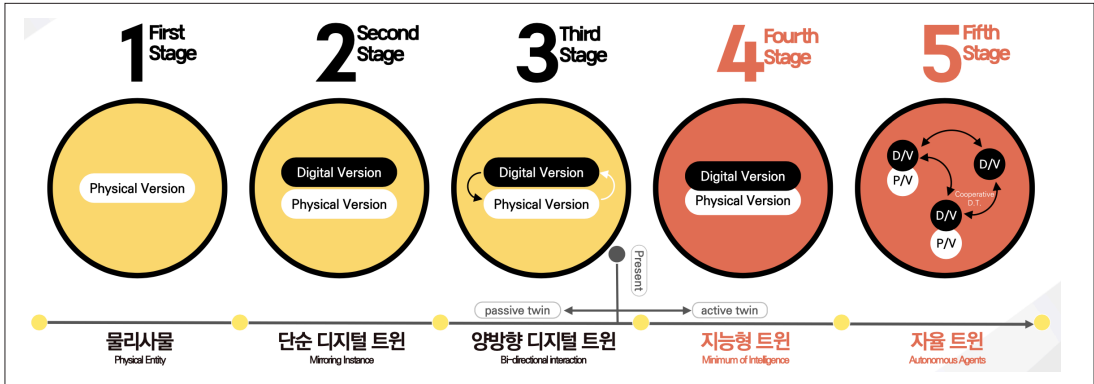 1 First
Stage
2 Second
Stage
3 Third
Stage
4 Fourth
Stage
5 Fifth
Stage
Physical Version
Digital Version
Physical Version
Digital Version
Physical Version
Digital Version
Physical Version
D/V
P/V
D/V
Cooperative
D.T.
D/V
P/V
Present
passive twin
active twin
물리사물
Physical Entity
단순 디지털 트윈
Mirroring Instance
양방향 디지털 트윈
Bi-directional interaction
지능형 트윈
Minimum of Intelligence
자율 트윈
Autonomous Agents